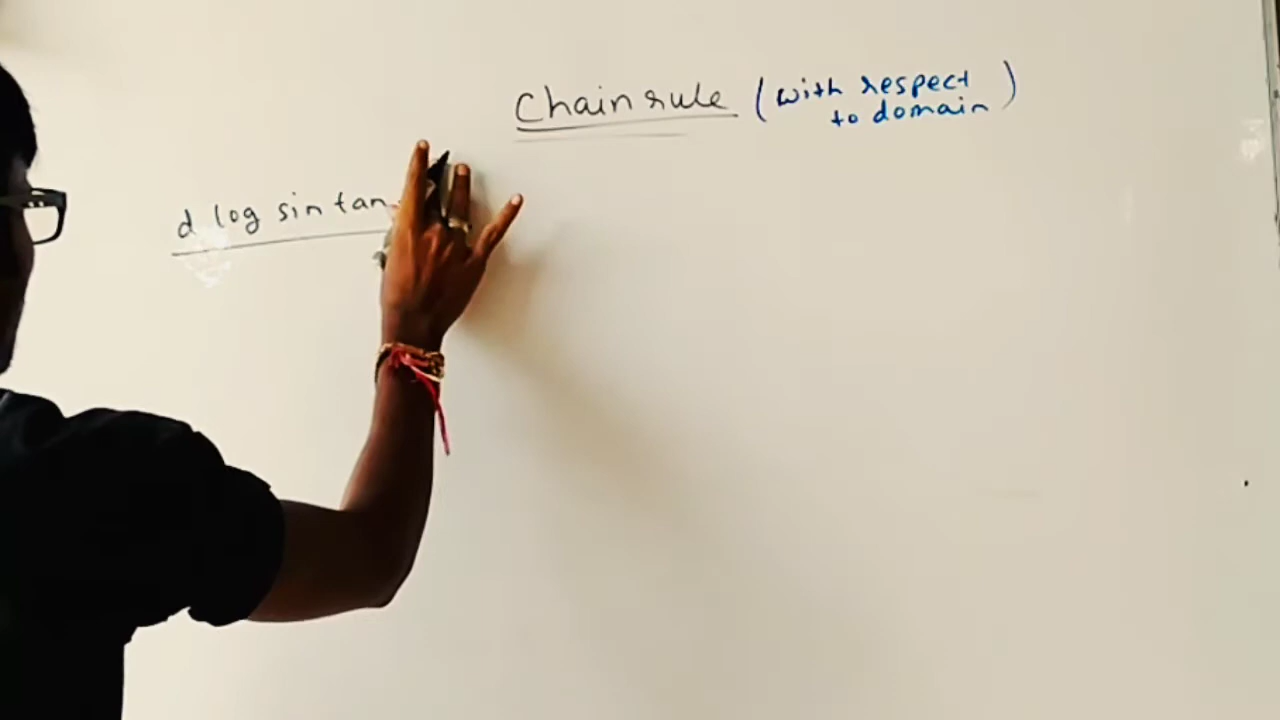 Chain rule (with respect
to domain)
d log sin tan